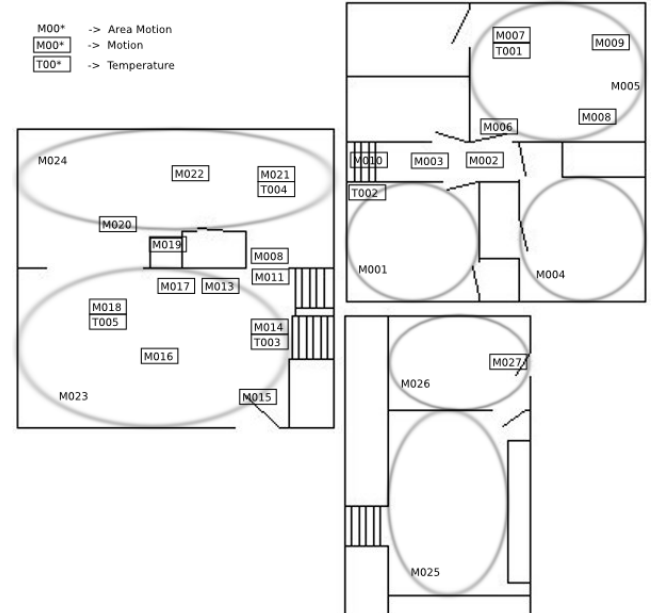 M00* -> Area Motion
M00* -> Motion
T00* -> Temperature
M007
T001
M009
M005
M008
M006
M010
M003
M002
T002
M001
M004
M024
M022
M021
T004
M020
M019
M008
M011
M017
M013
M018
T005
M014
T003
M016
M023
M015
M027
M026
M025